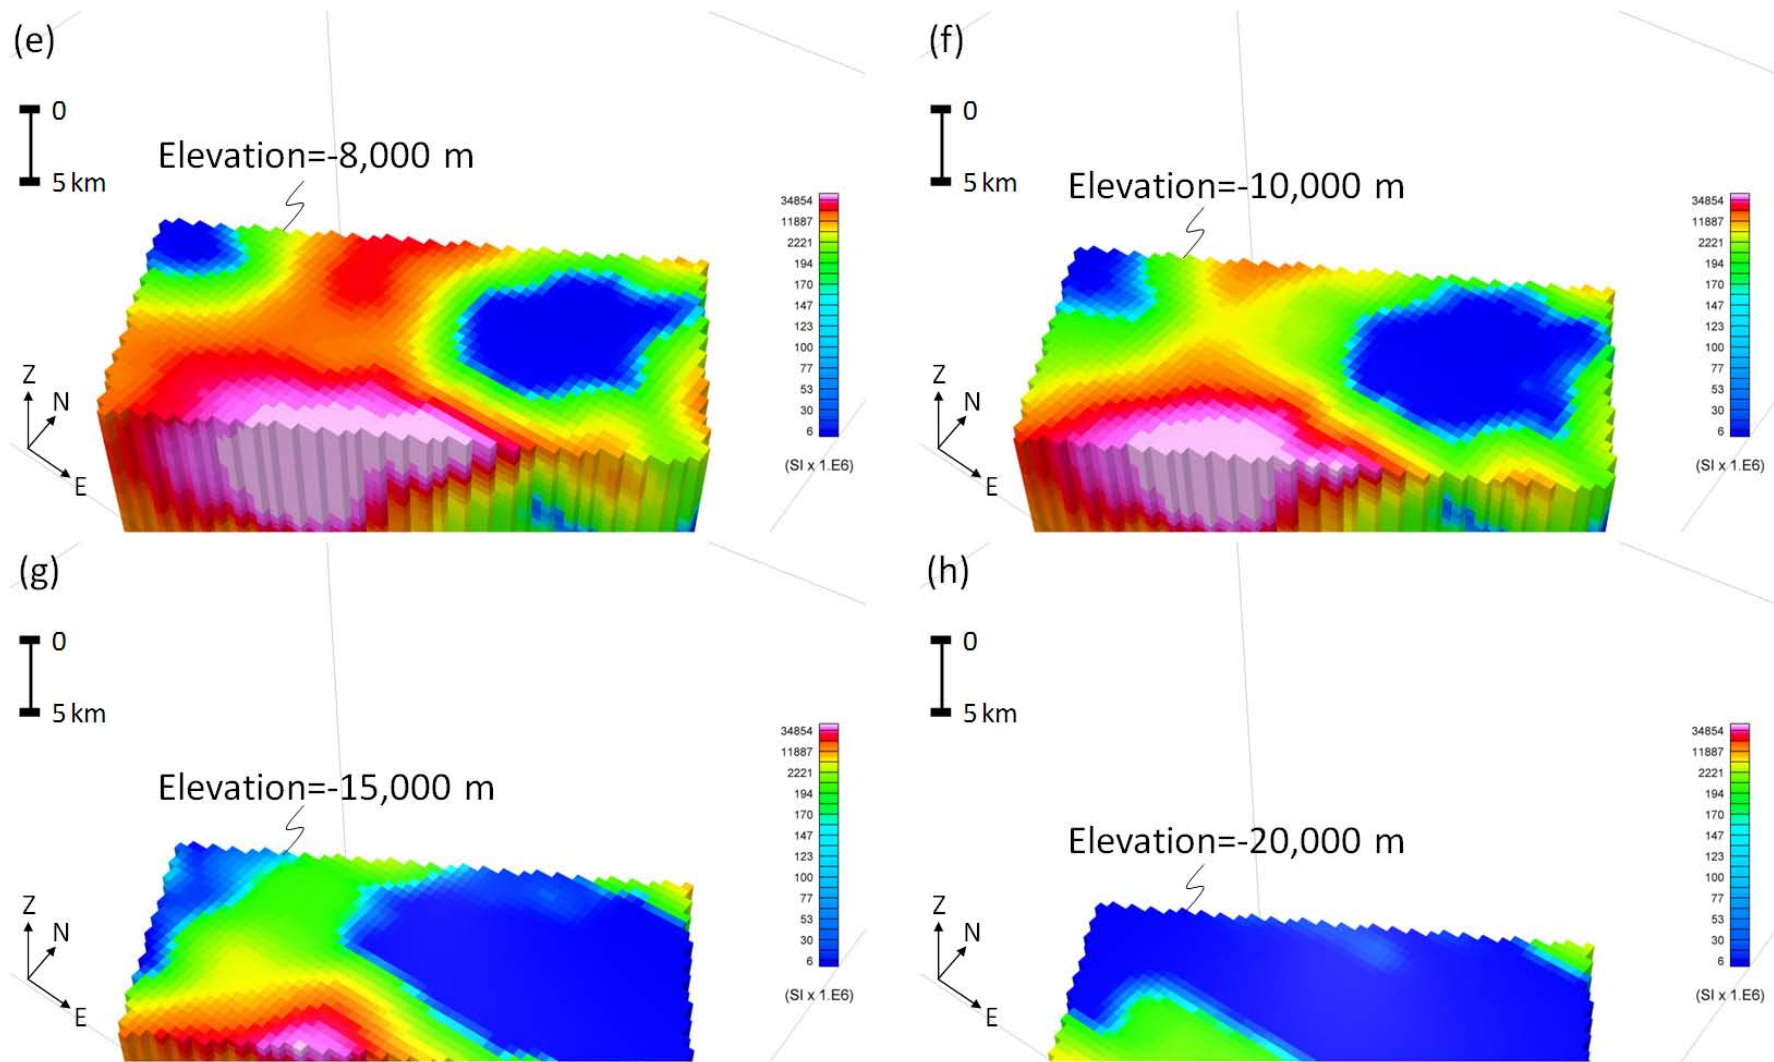 (e)
0
5 km
Elevation=-8,000 m
34854
11887
2221
194
170
147
123
100
77
53
30
6
(SI x 1.E6)
Z
N
E
(f)
0
5 km
Elevation=-10,000 m
34854
11887
2221
194
170
147
123
100
77
53
30
6
(SI x 1.E6)
Z
N
E
(g)
0
5 km
Elevation=-15,000 m
34854
11887
2221
194
170
147
123
100
77
53
30
6
(SI x 1.E6)
Z
N
E
(h)
0
5 km
Elevation=-20,000 m
34854
11887
2221
194
170
147
123
100
77
53
30
6
(SI x 1.E6)
Z
N
E